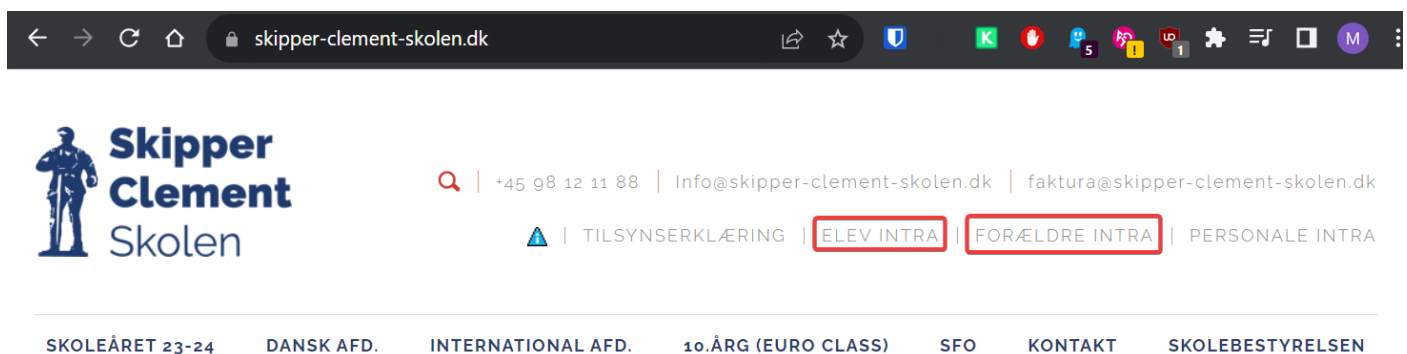 skipper-clement-skolen.dk
K 5 ! 1 M
Skipper
Clement
Skolen
+45 98 12 11 88 | Info@skipper-clement-skolen.dk | faktura@skipper-clement-skolen.dk
| TILSYNSERKLÆRING | ELEV INTRA | FORÆLDRE INTRA | PERSONALE INTRA
SKOLEÅRET 23-24 DANSK AFD. INTERNATIONAL AFD. 10.ÅRG (EURO CLASS) SFO KONTAKT SKOLEBESTYRELSEN